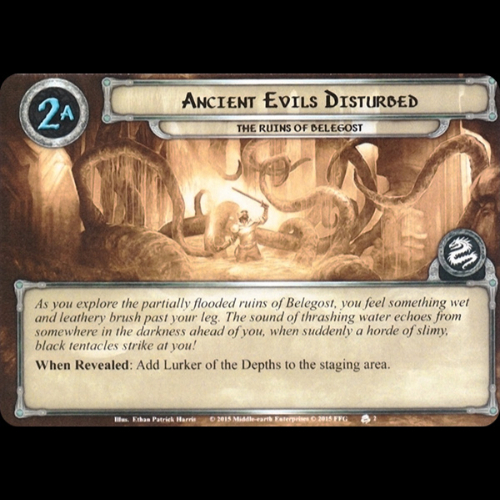 2A
Ancient Evils Disturbed
The Ruins of Belegost
As you explore the partially flooded ruins of Belegost, you feel something wet
and leathery brush past your leg. The sound of thrashing water echoes from
somewhere in the darkness ahead of you, when suddenly a horde of slimy,
black tentacles strike at you!
When Revealed: Add Lurker of the Depths to the staging area.
Illus. Ethan Patrick Harris © 2015 Middle-earth Enterprises © 2015 FFG 2